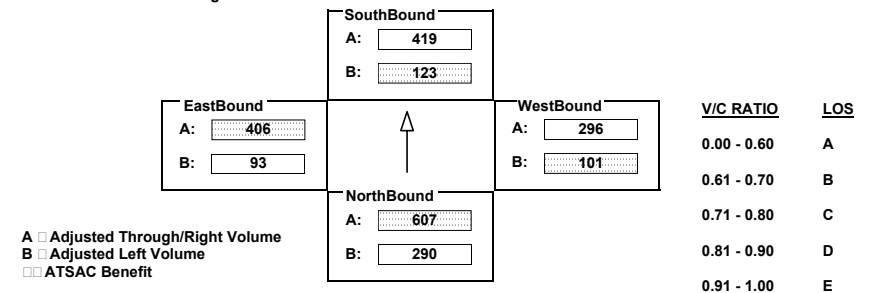 SouthBound
A: 419
B: 123
EastBound
A: 406
B: 93
WestBound
A: 296
B: 101
NorthBound
A: 607
B: 290
A □ Adjusted Through/Right Volume
B □ Adjusted Left Volume
□□ ATSAC Benefit
V/C RATIO LOS
0.00 - 0.60 A
0.61 - 0.70 B
0.71 - 0.80 C
0.81 - 0.90 D
0.91 - 1.00 E